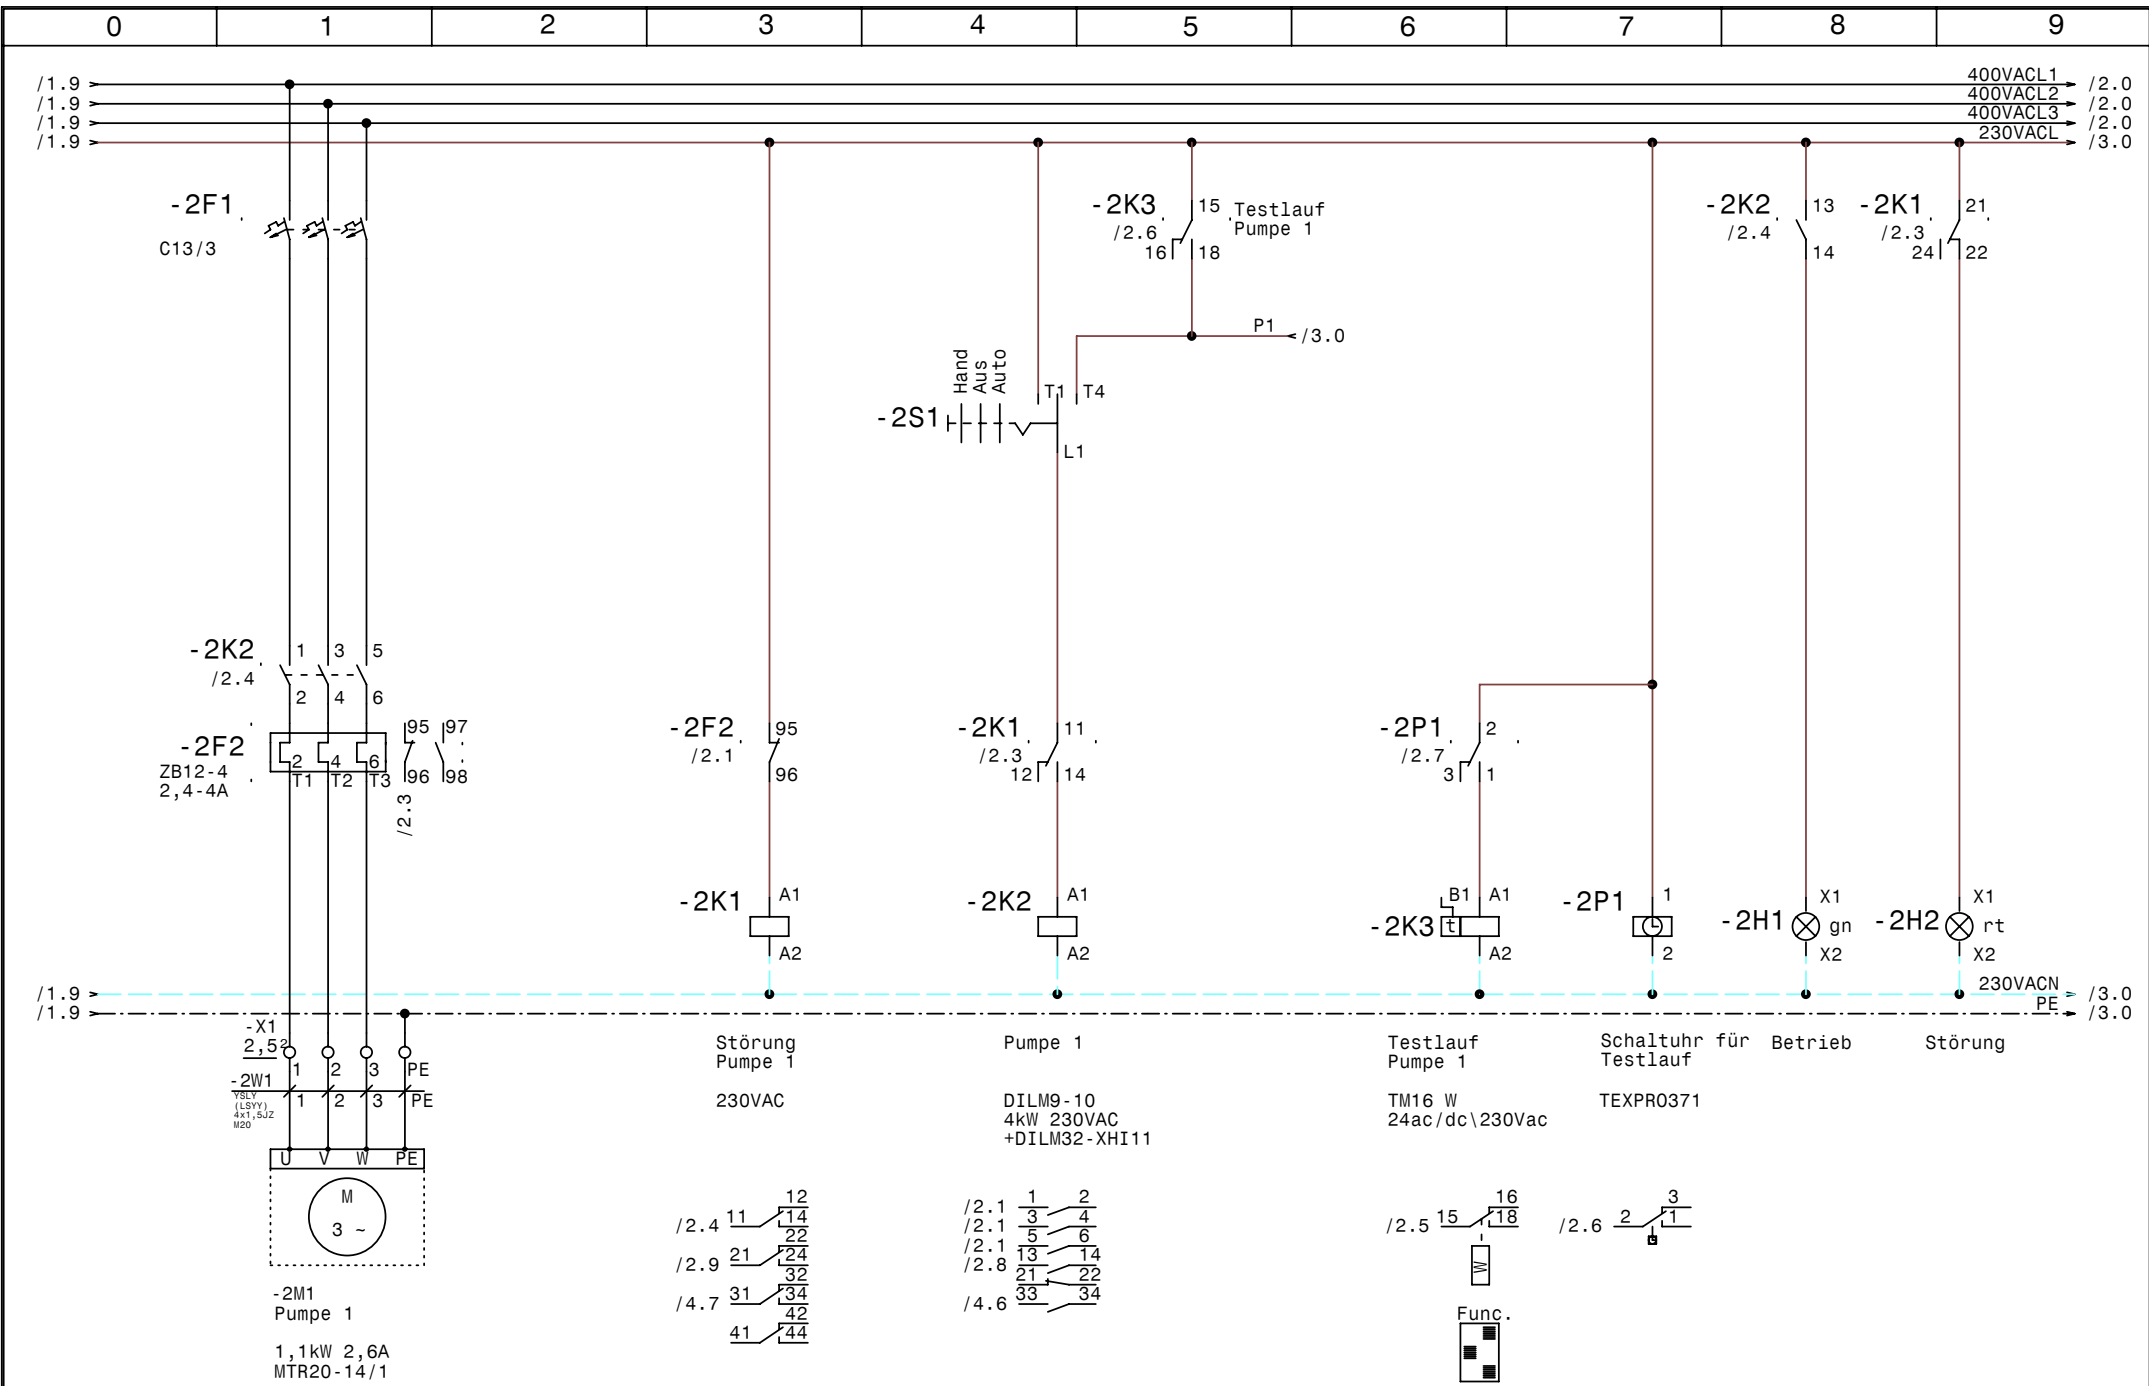 0 1 2 3 4 5 6 7 8 9
/1.9 400VACL1 /2.0
/1.9 400VACL2 /2.0
/1.9 400VACL3 /2.0
/1.9 230VACL /3.0
-2F1
C13/3
-2K3 15 Testlauf
/2.6 Pumpe 1
16 18
-2K2 13
/2.4
14
-2K1 21
/2.3
24 22
P1 /3.0
Hand
Aus
Auto
T1 T4
-2S1
L1
-2K2 1 3 5
/2.4
2 4 6
-2F2 2 4 6
ZB12-4
2,4-4A
T1 T2 T3
95 97
96 98
/2.3
-2F2 95
/2.1
96
-2K1 11
/2.3
12 14
-2P1 2
/2.7
3 1
-2K1 A1
A2
-2K2 A1
A2
B1 A1
-2K3 t
A2
-2P1 1
2
X1
-2H1 gn
X2
X1
-2H2 rt
X2
/1.9 230VACN /3.0
/1.9 PE /3.0
-X1
2,5²
1 2 3 PE
-2W1
YSLY
(LSYY)
4x1,5JZ
M20
1 2 3 PE
U V W PE
M
3 ~
-2M1
Pumpe 1
1,1kW 2,6A
MTR20-14/1
Störung
Pumpe 1
230VAC
Pumpe 1
DILM9-10
4kW 230VAC
+DILM32-XHI11
Testlauf
Pumpe 1
TM16 W
24ac/dc\230Vac
Schaltuhr für
Testlauf
TEXPRO371
Betrieb
Störung
12
/2.4 11 14
22
/2.9 21 24
32
/4.7 31 34
42
41 44
/2.1 1 2
/2.1 3 4
/2.1 5 6
/2.8 13 14
21 22
/4.6 33 34
16
/2.5 15 18
W
Func.
3
/2.6 2 1